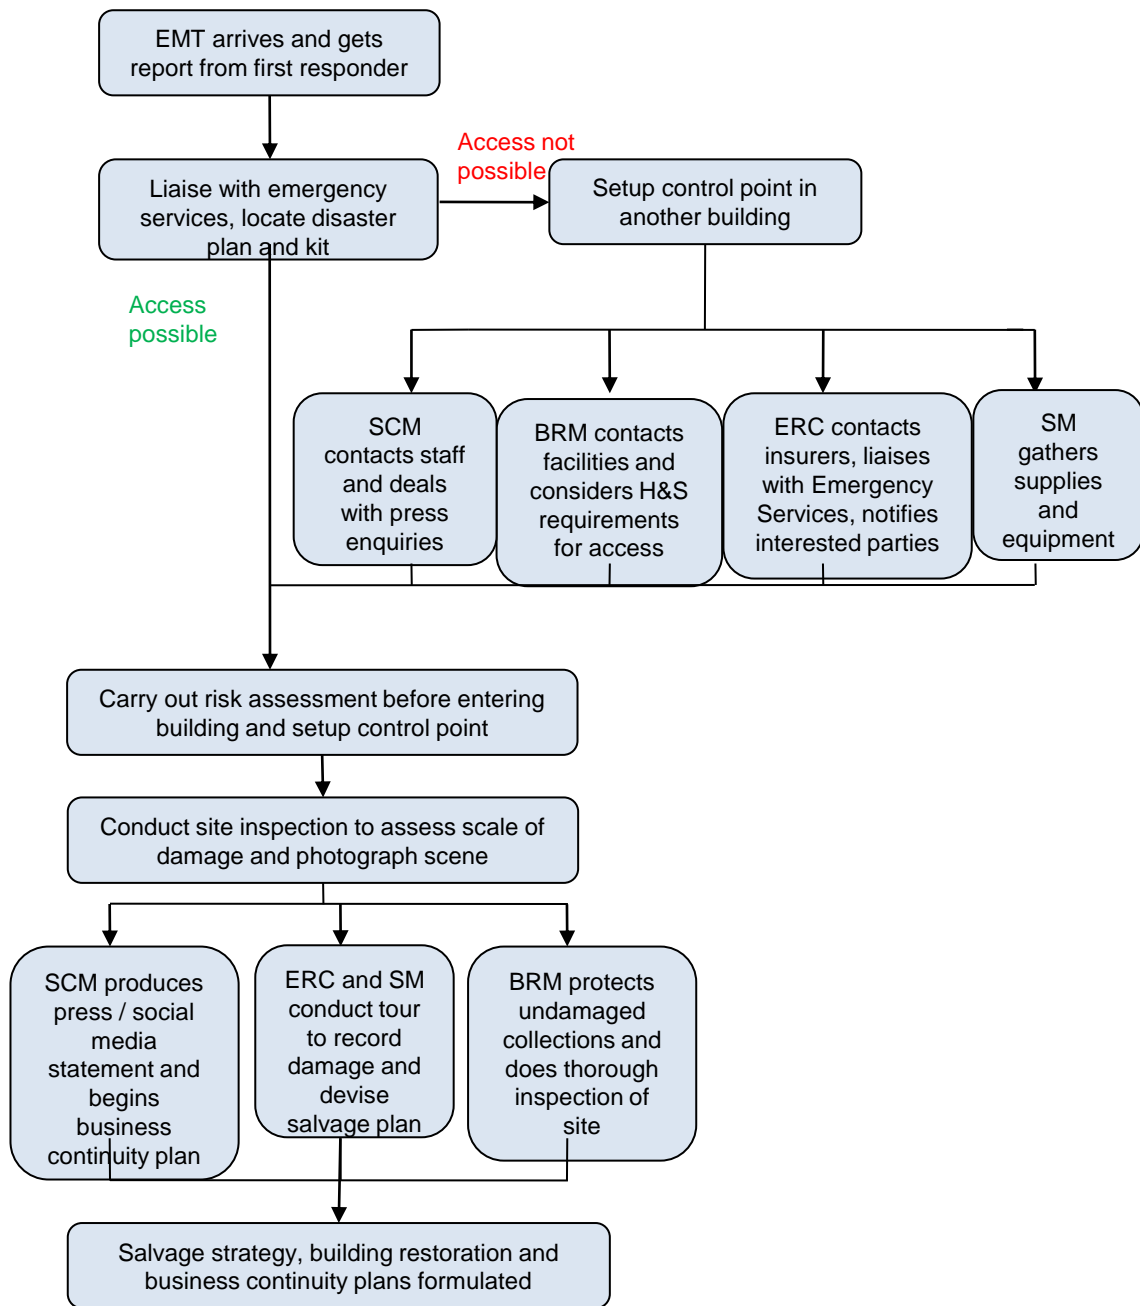 EMT arrives and gets
report from first responder
Access not
possible
Liaise with emergency
services, locate disaster
plan and kit
Setup control point in
another building
Access
possible
SCM
contacts staff
and deals
with press
enquiries
BRM contacts
facilities and
considers H&S
requirements
for access
ERC contacts
insurers, liaises
with Emergency
Services, notifies
interested parties
SM
gathers
supplies
and
equipment
Carry out risk assessment before entering
building and setup control point
Conduct site inspection to assess scale of
damage and photograph scene
SCM produces
press / social
media
statement and
begins
business
continuity plan
ERC and SM
conduct tour
to record
damage and
devise
salvage plan
BRM protects
undamaged
collections and
does thorough
inspection of
site
Salvage strategy, building restoration and
business continuity plans formulated